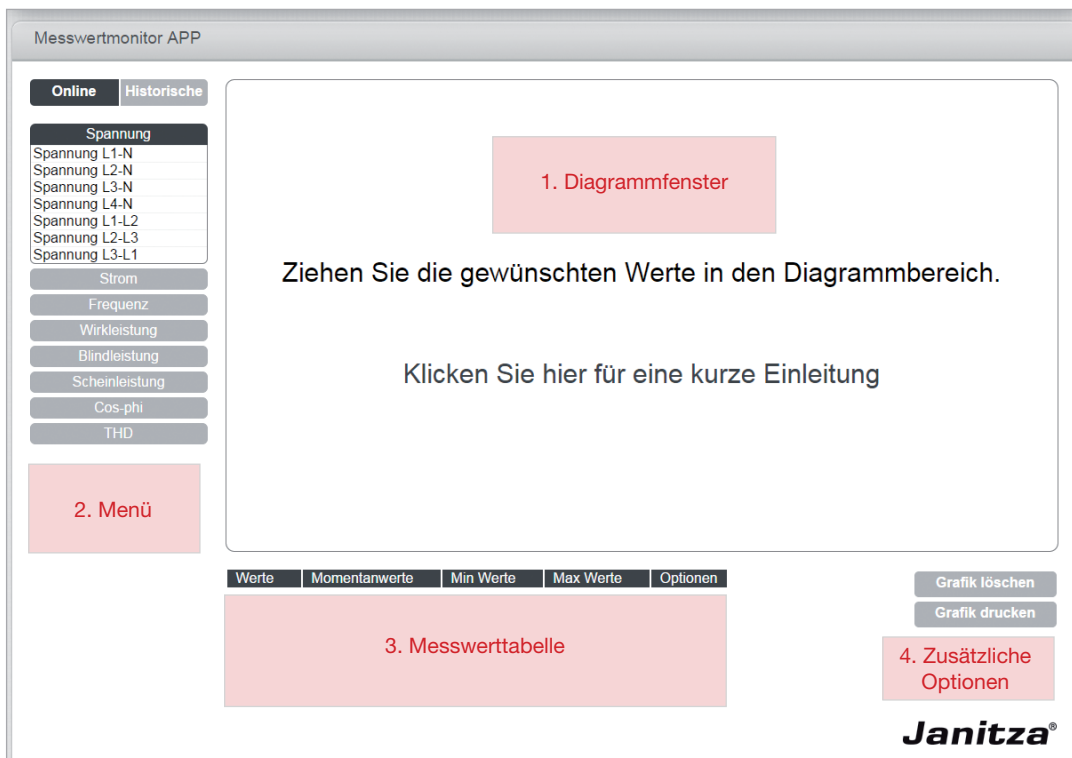 Messwertmonitor APP
Online Historische
Spannung
Spannung L1-N
Spannung L2-N
Spannung L3-N
Spannung L4-N
Spannung L1-L2
Spannung L2-L3
Spannung L3-L1
Strom
Frequenz
Wirkleistung
Blindleistung
Scheinleistung
Cos-phi
THD
2. Menü
1. Diagrammfenster
Ziehen Sie die gewünschten Werte in den Diagrammbereich.
Klicken Sie hier für eine kurze Einleitung
Werte Momentanwerte Min Werte Max Werte Optionen
3. Messwerttabelle
Grafik löschen
Grafik drucken
4. Zusätzliche
Optionen
Janitza®